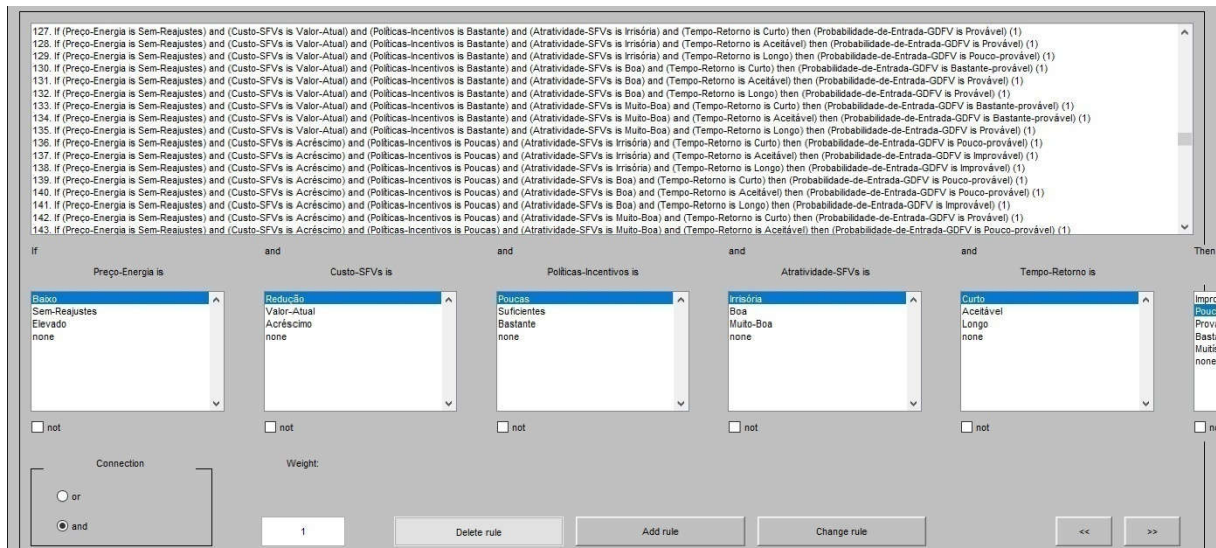 127. If (Preço-Energia is Sem-Reajustes) and (Custo-SFVs is Valor-Atual) and (Políticas-Incentivos is Bastante) and (Atratividade-SFVs is Irrisória) and (Tempo-Retorno is Curto) then (Probabilidade-de-Entrada-GDFV is Provável) (1)
128. If (Preço-Energia is Sem-Reajustes) and (Custo-SFVs is Valor-Atual) and (Políticas-Incentivos is Bastante) and (Atratividade-SFVs is Irrisória) and (Tempo-Retorno is Aceitável) then (Probabilidade-de-Entrada-GDFV is Provável) (1)
129. If (Preço-Energia is Sem-Reajustes) and (Custo-SFVs is Valor-Atual) and (Políticas-Incentivos is Bastante) and (Atratividade-SFVs is Irrisória) and (Tempo-Retorno is Longo) then (Probabilidade-de-Entrada-GDFV is Pouco-provável) (1)
130. If (Preço-Energia is Sem-Reajustes) and (Custo-SFVs is Valor-Atual) and (Políticas-Incentivos is Bastante) and (Atratividade-SFVs is Boa) and (Tempo-Retorno is Curto) then (Probabilidade-de-Entrada-GDFV is Bastante-provável) (1)
131. If (Preço-Energia is Sem-Reajustes) and (Custo-SFVs is Valor-Atual) and (Políticas-Incentivos is Bastante) and (Atratividade-SFVs is Boa) and (Tempo-Retorno is Aceitável) then (Probabilidade-de-Entrada-GDFV is Provável) (1)
132. If (Preço-Energia is Sem-Reajustes) and (Custo-SFVs is Valor-Atual) and (Políticas-Incentivos is Bastante) and (Atratividade-SFVs is Boa) and (Tempo-Retorno is Longo) then (Probabilidade-de-Entrada-GDFV is Provável) (1)
133. If (Preço-Energia is Sem-Reajustes) and (Custo-SFVs is Valor-Atual) and (Políticas-Incentivos is Bastante) and (Atratividade-SFVs is Muito-Boa) and (Tempo-Retorno is Curto) then (Probabilidade-de-Entrada-GDFV is Bastante-provável) (1)
134. If (Preço-Energia is Sem-Reajustes) and (Custo-SFVs is Valor-Atual) and (Políticas-Incentivos is Bastante) and (Atratividade-SFVs is Muito-Boa) and (Tempo-Retorno is Aceitável) then (Probabilidade-de-Entrada-GDFV is Bastante-provável) (1)
135. If (Preço-Energia is Sem-Reajustes) and (Custo-SFVs is Valor-Atual) and (Políticas-Incentivos is Bastante) and (Atratividade-SFVs is Muito-Boa) and (Tempo-Retorno is Longo) then (Probabilidade-de-Entrada-GDFV is Provável) (1)
136. If (Preço-Energia is Sem-Reajustes) and (Custo-SFVs is Acréscimo) and (Políticas-Incentivos is Poucas) and (Atratividade-SFVs is Irrisória) and (Tempo-Retorno is Curto) then (Probabilidade-de-Entrada-GDFV is Pouco-provável) (1)
137. If (Preço-Energia is Sem-Reajustes) and (Custo-SFVs is Acréscimo) and (Políticas-Incentivos is Poucas) and (Atratividade-SFVs is Irrisória) and (Tempo-Retorno is Aceitável) then (Probabilidade-de-Entrada-GDFV is Improvável) (1)
138. If (Preço-Energia is Sem-Reajustes) and (Custo-SFVs is Acréscimo) and (Políticas-Incentivos is Poucas) and (Atratividade-SFVs is Irrisória) and (Tempo-Retorno is Longo) then (Probabilidade-de-Entrada-GDFV is Improvável) (1)
139. If (Preço-Energia is Sem-Reajustes) and (Custo-SFVs is Acréscimo) and (Políticas-Incentivos is Poucas) and (Atratividade-SFVs is Boa) and (Tempo-Retorno is Curto) then (Probabilidade-de-Entrada-GDFV is Pouco-provável) (1)
140. If (Preço-Energia is Sem-Reajustes) and (Custo-SFVs is Acréscimo) and (Políticas-Incentivos is Poucas) and (Atratividade-SFVs is Boa) and (Tempo-Retorno is Aceitável) then (Probabilidade-de-Entrada-GDFV is Pouco-provável) (1)
141. If (Preço-Energia is Sem-Reajustes) and (Custo-SFVs is Acréscimo) and (Políticas-Incentivos is Poucas) and (Atratividade-SFVs is Boa) and (Tempo-Retorno is Longo) then (Probabilidade-de-Entrada-GDFV is Improvável) (1)
142. If (Preço-Energia is Sem-Reajustes) and (Custo-SFVs is Acréscimo) and (Políticas-Incentivos is Poucas) and (Atratividade-SFVs is Muito-Boa) and (Tempo-Retorno is Curto) then (Probabilidade-de-Entrada-GDFV is Provável) (1)
143. If (Preço-Energia is Sem-Reajustes) and (Custo-SFVs is Acréscimo) and (Políticas-Incentivos is Poucas) and (Atratividade-SFVs is Muito-Boa) and (Tempo-Retorno is Aceitável) then (Probabilidade-de-Entrada-GDFV is Pouco-provável) (1)
If and and and and Then
Preço-Energia is Custo-SFVs is Políticas-Incentivos is Atratividade-SFVs is Tempo-Retorno is
Baixo Redução Poucas Irrisória Curto Impro
Sem-Reajustes Valor-Atual Suficientes Boa Aceitável Pouc
Elevado Acréscimo Bastante Muito-Boa Longo Prová
none none none none none Basta
Muitís
none
not not not not not n
Connection Weight:
or
and 1 Delete rule Add rule Change rule << >>